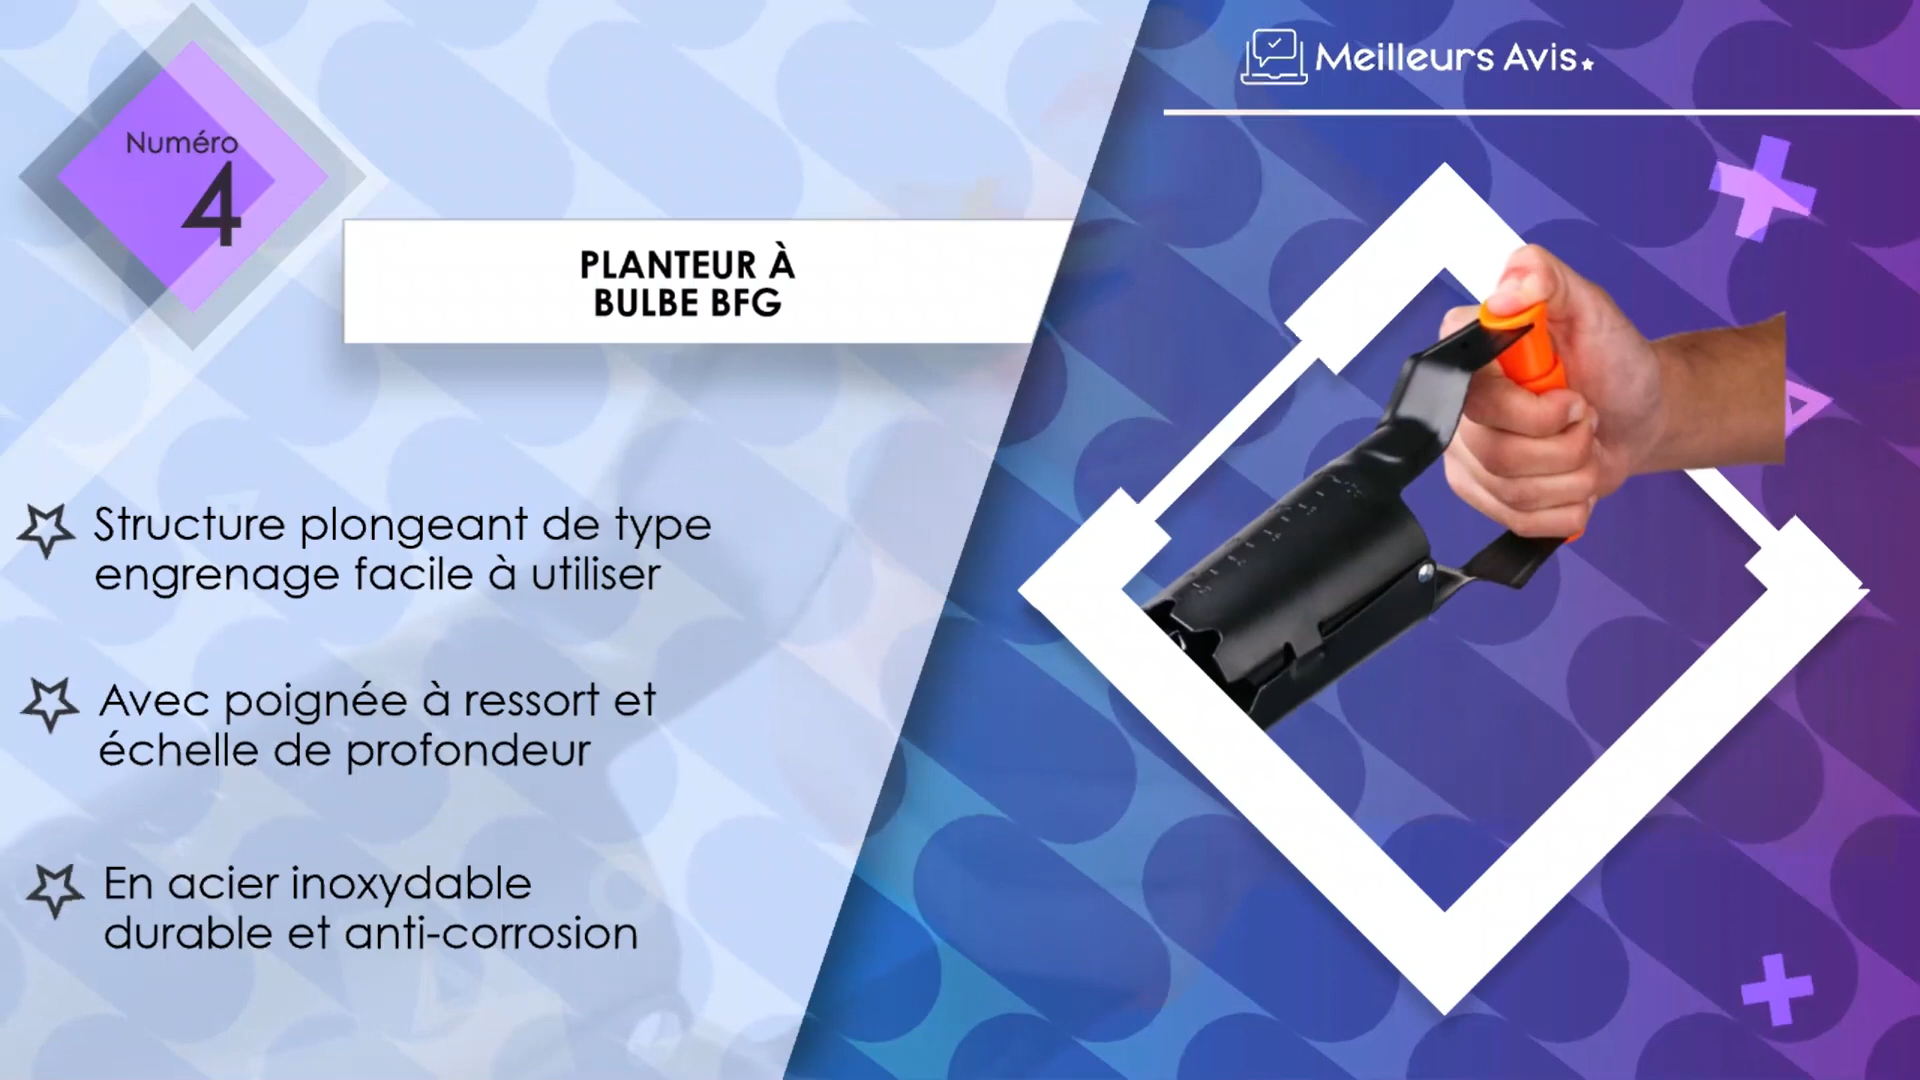 Numéro
4
PLANTEUR À
BULBE BFG
Structure plongeant de type
engrenage facile à utiliser
Avec poignée à ressort et
échelle de profondeur
En acier inoxydable
durable et anti-corrosion
Meilleurs Avis